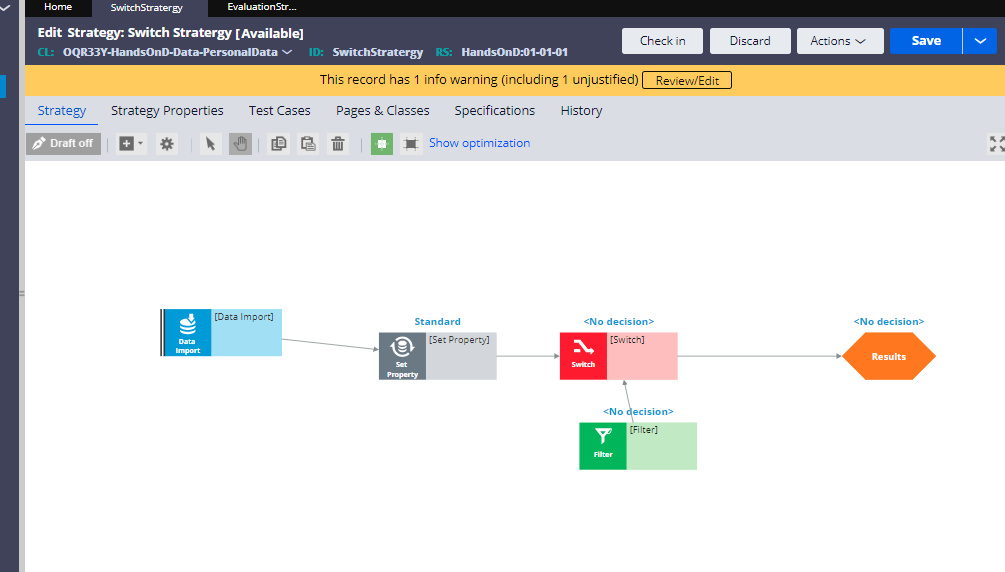 Home SwitchStratergy EvaluationStr...
Edit Strategy: Switch Stratergy [Available]
CL: OQR33Y-HandsOnD-Data-PersonalData ID: SwitchStratergy RS: HandsOnD:01-01-01
Check in Discard Actions Save
This record has 1 info warning (including 1 unjustified) Review/Edit
Strategy Strategy Properties Test Cases Pages & Classes Specifications History
Draft off Show optimization
[Data Import]
Data
Import
Standard
[Set Property]
Set
Property
<No decision>
[Switch]
Switch
<No decision>
Results
<No decision>
[Filter]
Filter